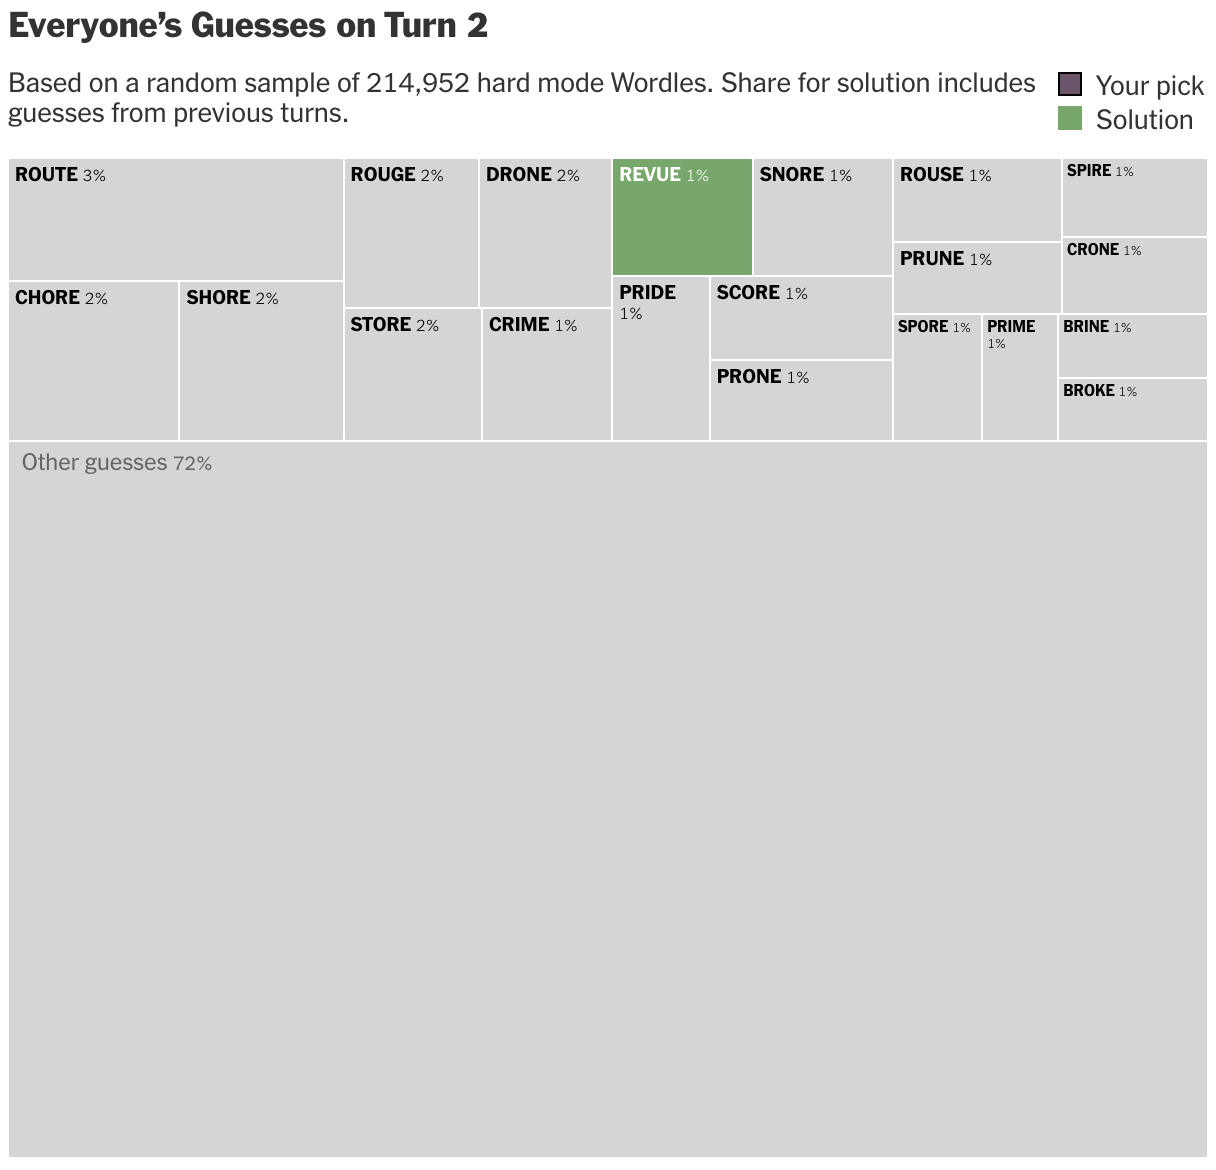 Everyone’s Guesses on Turn 2
Based on a random sample of 214,952 hard mode Wordles. Share for solution includes
guesses from previous turns.
Your pick
Solution
ROUTE 3%
ROUGE 2%
DRONE 2%
REVUE 1%
SNORE 1%
ROUSE 1%
SPIRE 1%
CHORE 2%
SHORE 2%
STORE 2%
CRIME 1%
PRIDE
1%
SCORE 1%
PRONE 1%
PRUNE 1%
CRONE 1%
SPORE 1%
PRIME
1%
BRINE 1%
BROKE 1%
Other guesses 72%